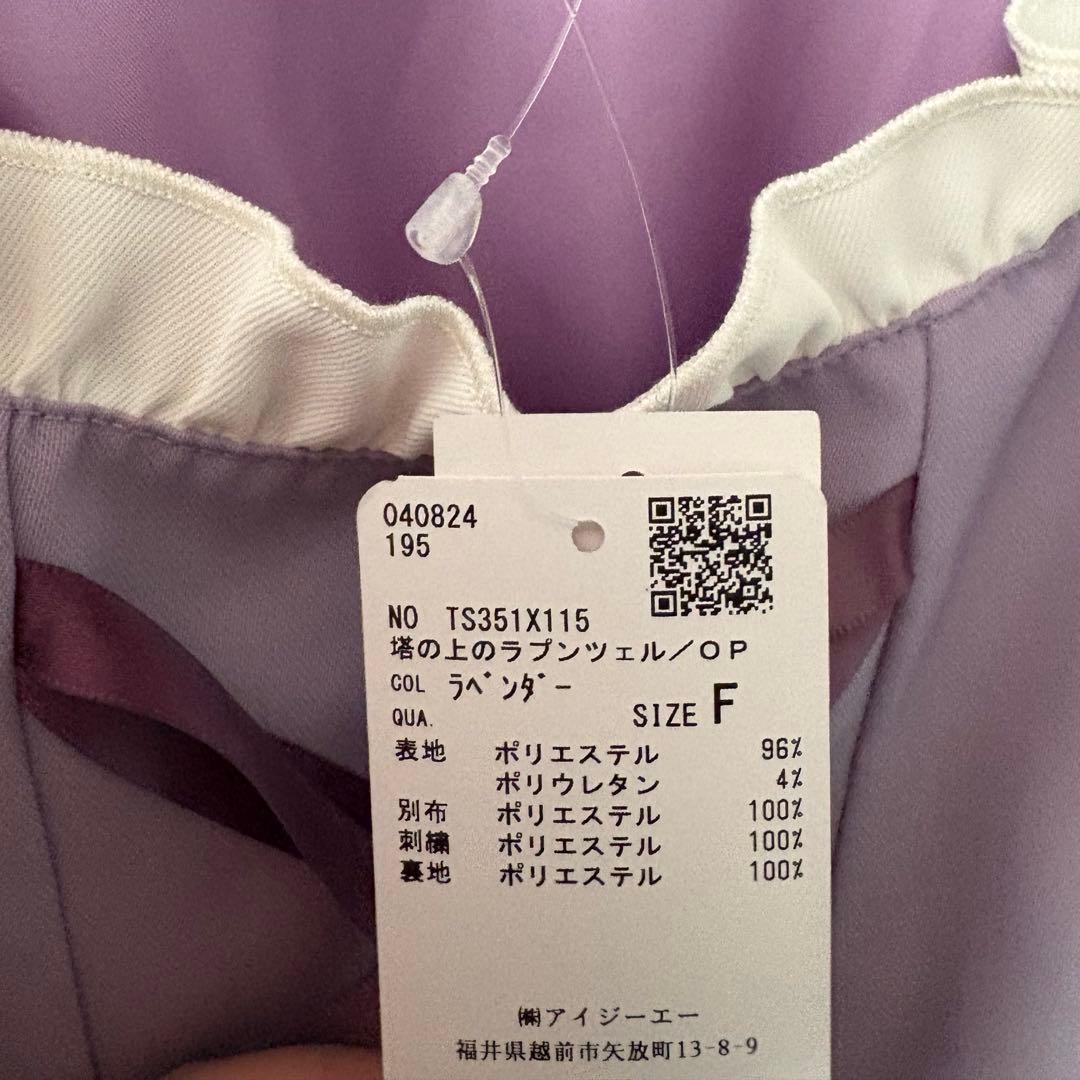 040824
195
NO TS351X115
塔の上のラプンツェル／ＯＰ
COL ﾗﾍﾞﾝﾀﾞｰ
QUA. SIZE F
表地 ポリエステル 96%
ポリウレタン 4%
別布 ポリエステル 100%
刺繍 ポリエステル 100%
裏地 ポリエステル 100%
㈱アイジーエー
福井県越前市矢放町13-8-9